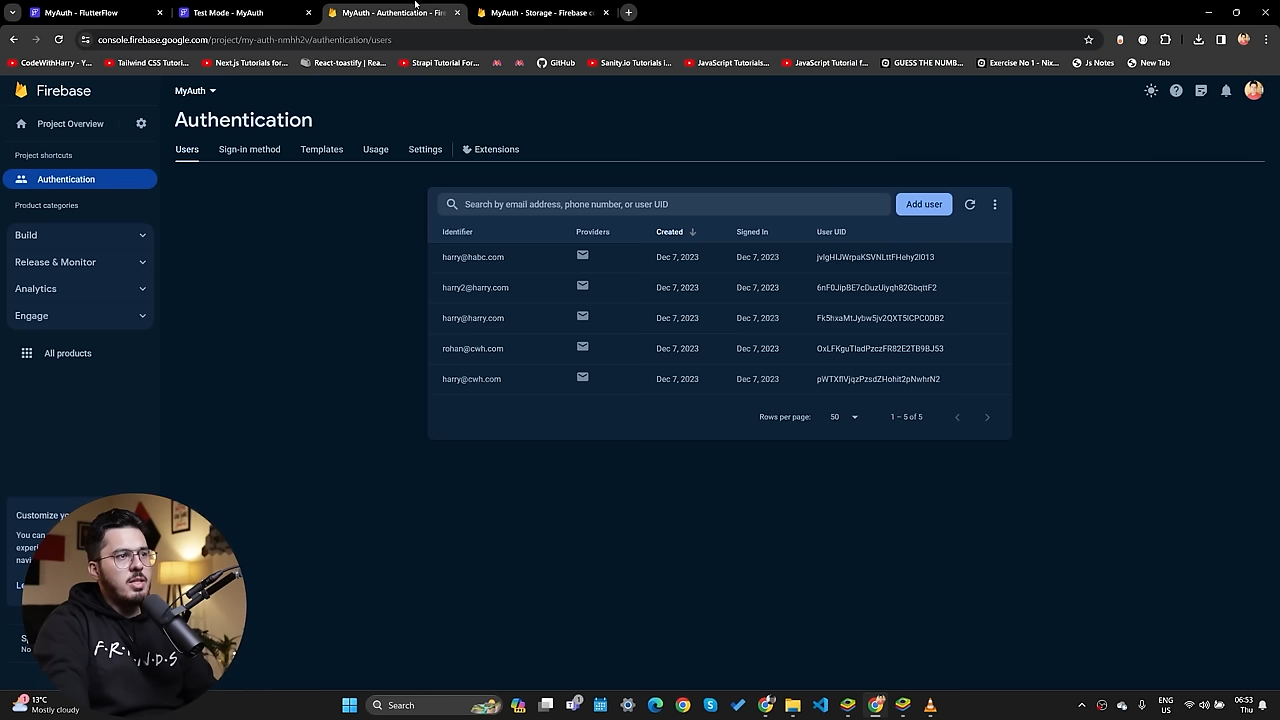 MyAuth - FlutterFlow
Test Mode - MyAuth
MyAuth - Authentication - Fire
MyAuth - Storage - Firebase co
console.firebase.google.com/project/my-auth-nmhh2v/authentication/users
CodeWithHarry - Y...
Tailwind CSS Tutori...
Next.js Tutorials for...
React-toastify | Rea...
Strapi Tutorial For...
GitHub
Sanity.io Tutorials |...
JavaScript Tutorials...
JavaScript Tutorial f...
GUESS THE NUMB...
Exercise No 1 - Nix...
Js Notes
New Tab
Firebase
MyAuth
Project Overview
Authentication
Users
Sign-in method
Templates
Usage
Settings
Extensions
Project shortcuts
Authentication
Product categories
Build
Release & Monitor
Analytics
Engage
All products
Search by email address, phone number, or user UID
Add user
Identifier
Providers
Created
Signed In
User UID
harry@habc.com
Dec 7, 2023
Dec 7, 2023
harry2@harry.com
Dec 7, 2023
Dec 7, 2023
harry@harry.com
Dec 7, 2023
Dec 7, 2023
rohan@cwh.com
Dec 7, 2023
Dec 7, 2023
harry@cwh.com
Dec 7, 2023
Dec 7, 2023
Rows per page:
50
1 – 5 of 5
Customize yo
You can
experi
navi
F·R·I·E·N·D·S
No
13°C
Mostly cloudy
Search
ENG
US
06:53
Thu